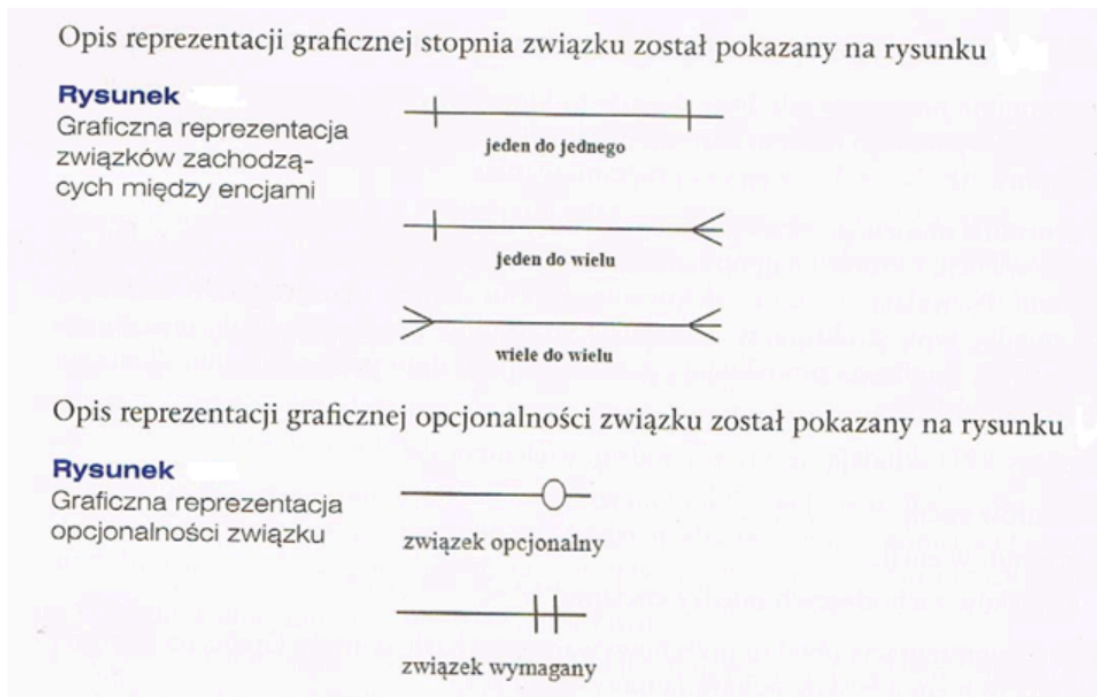 Opis reprezentacji graficznej stopnia związku został pokazany na rysunku
Rysunek
Graficzna reprezentacja
związków zachodzą-
cych między encjami
jeden do jednego
jeden do wielu
wiele do wielu
Opis reprezentacji graficznej opcjonalności związku został pokazany na rysunku
Rysunek
Graficzna reprezentacja
opcjonalności związku
związek opcjonalny
związek wymagany